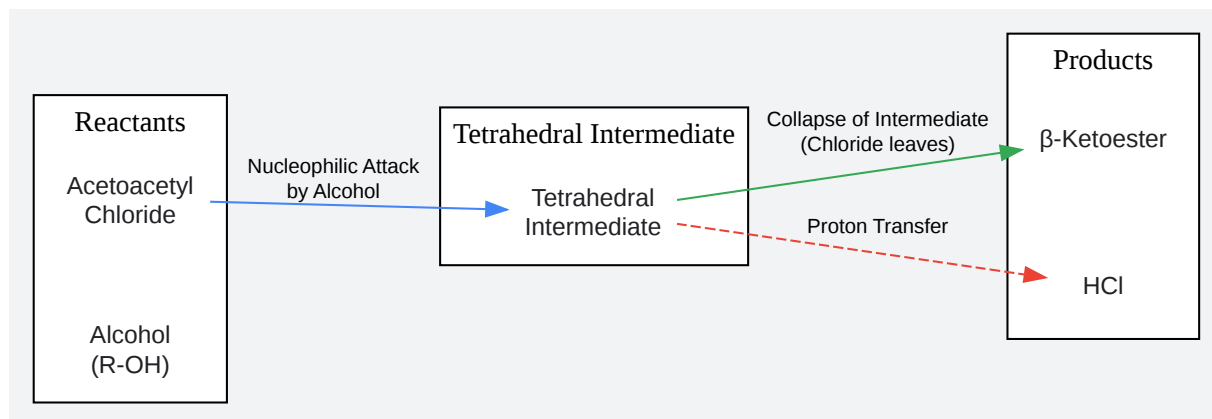 Reactants
Acetoacetyl
Chloride
Alcohol
(R-OH)
Nucleophilic Attack
by Alcohol
Tetrahedral Intermediate
Tetrahedral
Intermediate
Collapse of Intermediate
(Chloride leaves)
Proton Transfer
Products
β-Ketoester
HCl